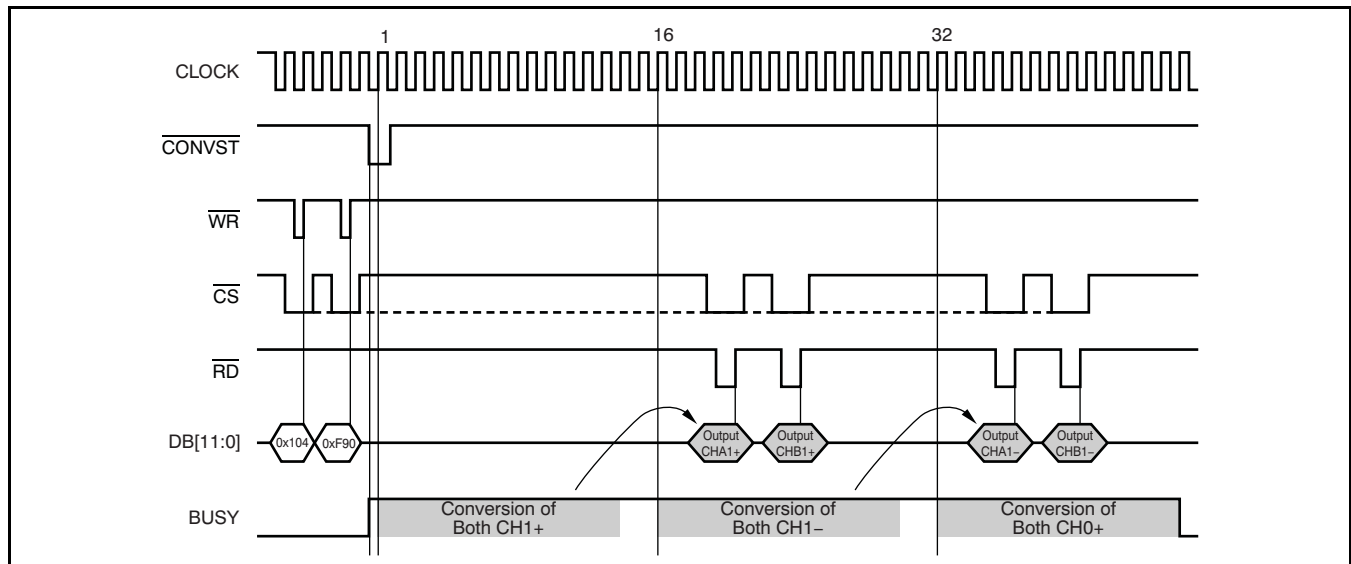 1 16 32
CLOCK
CONVST
WR
CS
RD
DB[11:0] 0x104 0xF90 Output CHA1+ Output CHB1+ Output CHA1− Output CHB1−
BUSY Conversion of Both CH1+ Conversion of Both CH1− Conversion of Both CH0+